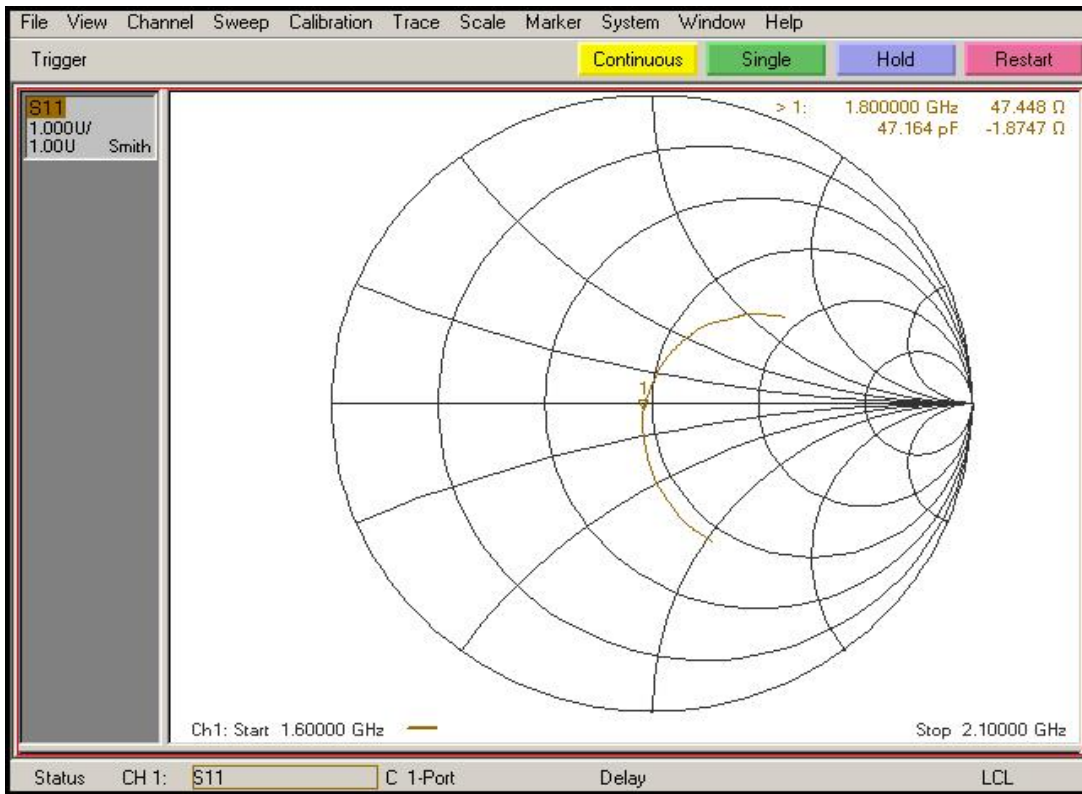 File View Channel Sweep Calibration Trace Scale Marker System Window Help
Trigger Continuous Single Hold Restart
S11
1.000U/
1.00U Smith
> 1: 1.800000 GHz 47.448 Ω
47.164 pF -1.8747 Ω
1
Ch1: Start 1.60000 GHz
Stop 2.10000 GHz
Status CH 1: S11 C 1-Port Delay LCL